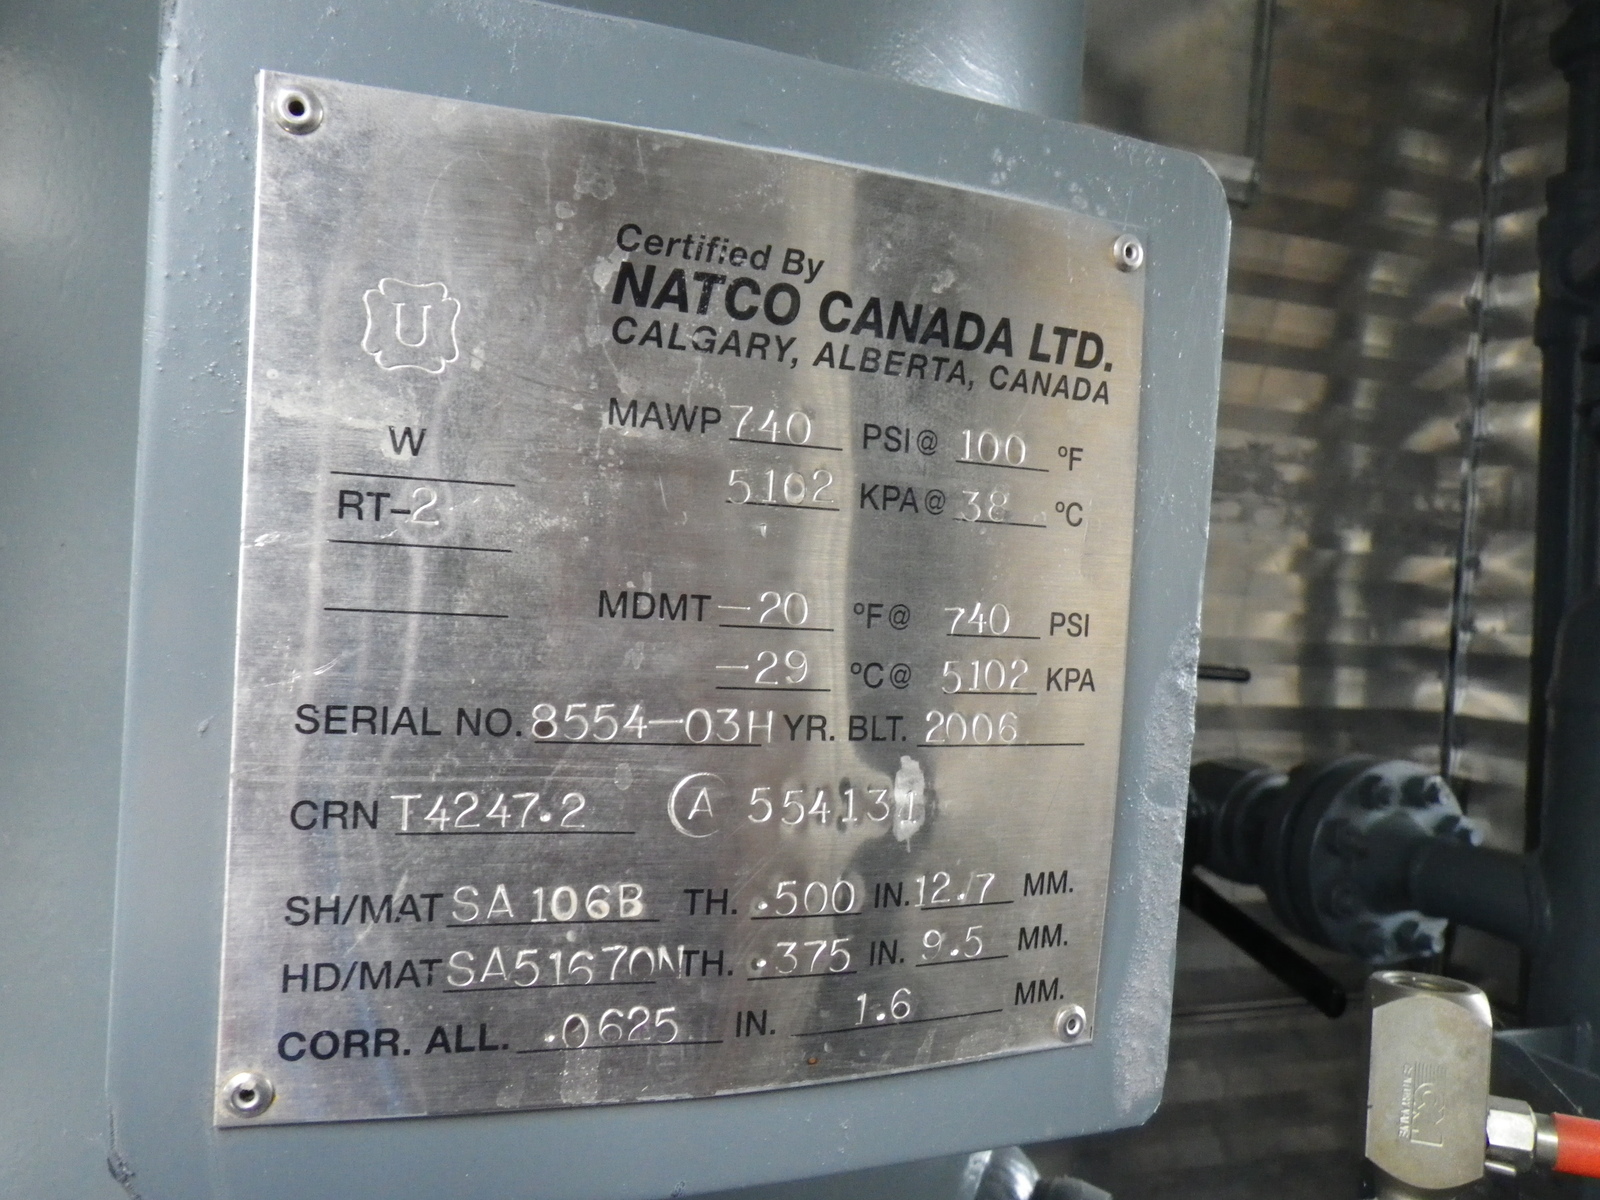 Certified By
NATCO CANADA LTD.
CALGARY, ALBERTA, CANADA
U
W
RT-2
MAWP 740 PSI@ 100 °F
5102 KPA@ 38 °C
MDMT -20 °F@ 740 PSI
-29 °C@ 5102 KPA
SERIAL NO. 8554-03H YR. BLT. 2006
CRN T4247.2 A 554131
SH/MAT SA 106B TH. .500 IN. 12.7 MM.
HD/MAT SA51670N TH. .375 IN. 9.5 MM.
CORR. ALL. .0625 IN. 1.6 MM.